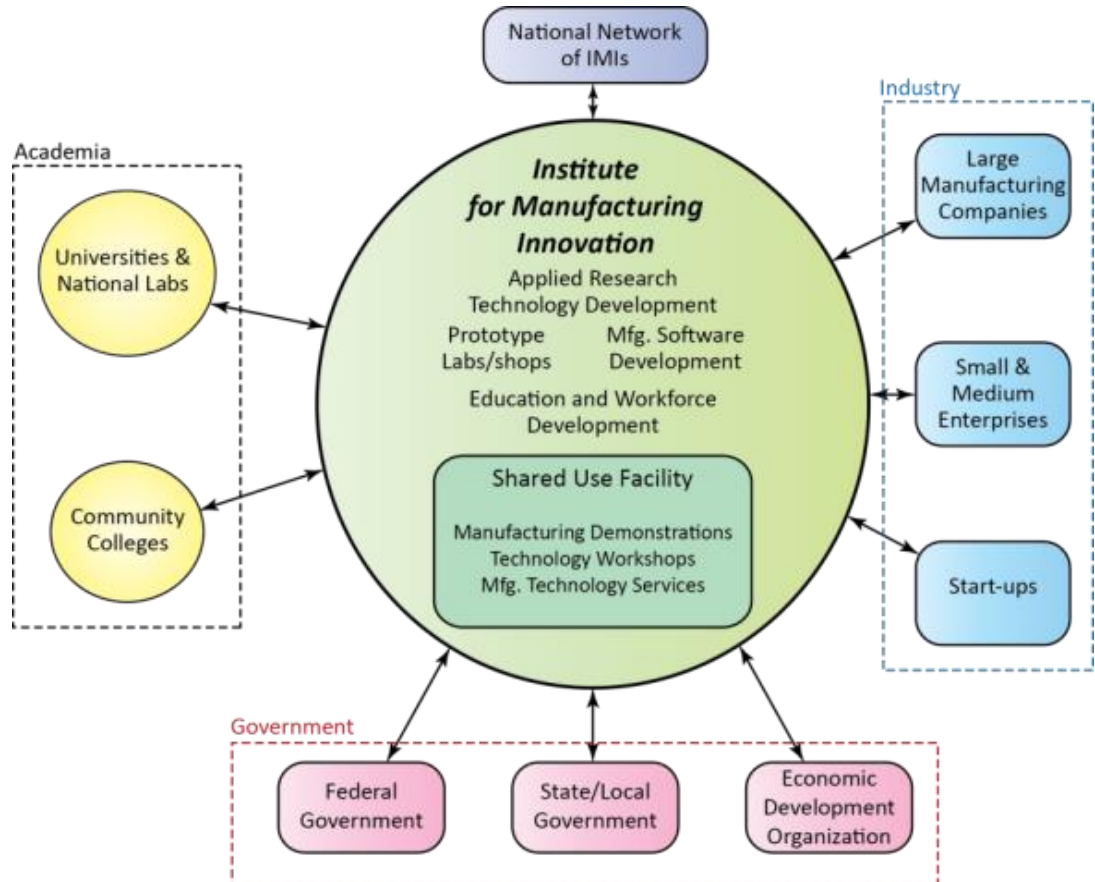 National Network
of IMIs
Industry
Academia
Institute
for Manufacturing
Innovation
Applied Research
Technology Development
Prototype
Labs/shops
Mfg. Software
Development
Education and Workforce
Development
Shared Use Facility
Manufacturing Demonstrations
Technology Workshops
Mfg. Technology Services
Universities &
National Labs
Community
Colleges
Large
Manufacturing
Companies
Small &
Medium
Enterprises
Start-ups
Government
Federal
Government
State/Local
Government
Economic
Development
Organization